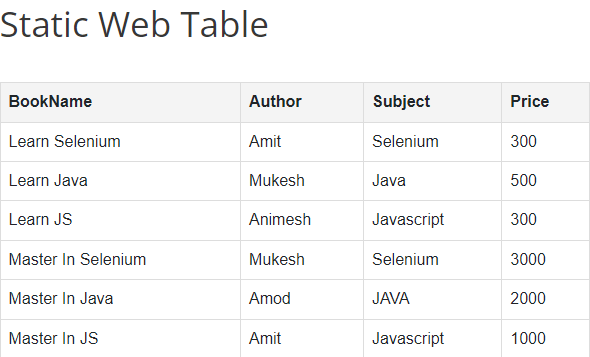 Static Web Table
BookName Author Subject Price
Learn Selenium Amit Selenium 300
Learn Java Mukesh Java 500
Learn JS Animesh Javascript 300
Master In Selenium Mukesh Selenium 3000
Master In Java Amod JAVA 2000
Master In JS Amit Javascript 1000